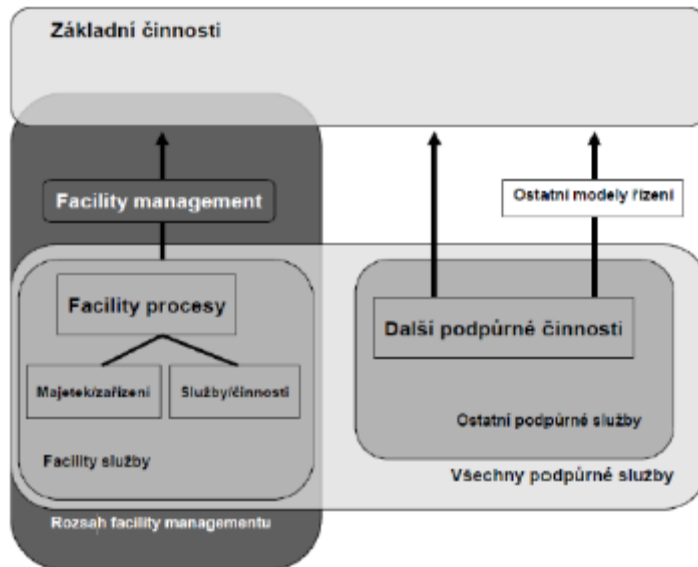 Základní činnosti
Facility management
Ostatní modely řízení
Facility procesy
Další podpůrné činnosti
Majetek/zařízení
Služby/činnosti
Ostatní podpůrné služby
Facility služby
Všechny podpůrné služby
Rozsah facility managementu